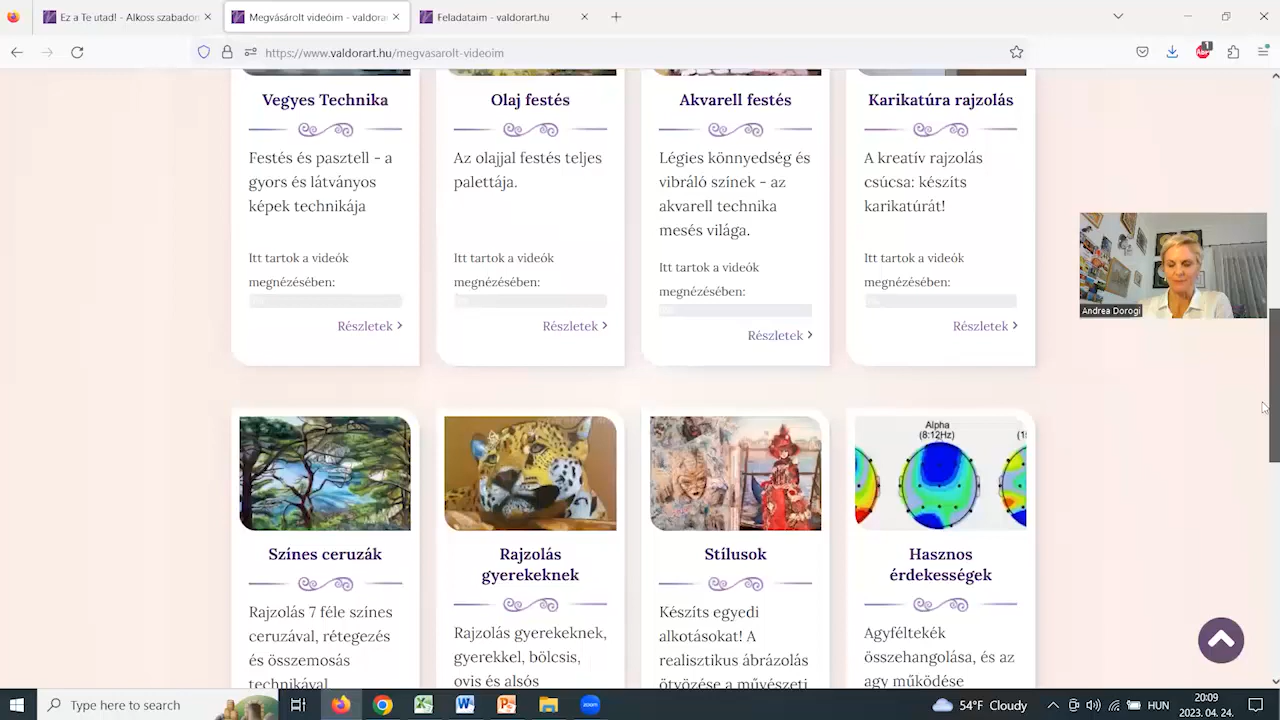 Ez a Te utad! - Alkoss szabadon
Megvásárolt videóim - valdorar
Feladataim - valdorart.hu
https://www.valdorart.hu/megvasarolt-videoim
Vegyes Technika
Festés és pasztell - a
gyors és látványos
képek technikája
Itt tartok a videók
megnézésében:
Részletek
Olaj festés
Az olajjal festés teljes
palettája.
Itt tartok a videók
megnézésében:
Részletek
Akvarell festés
Légies könnyedség és
vibráló színek - az
akvarell technika
mesés világa.
Itt tartok a videók
megnézésében:
Részletek
Karikatúra rajzolás
A kreatív rajzolás
csúcsa: készíts
karikatúrát!
Itt tartok a videók
megnézésében:
Részletek
Andrea Dorogi
Színes ceruzák
Rajzolás 7 féle színes
ceruzával, rétegezés
és összemosás
technikával
Rajzolás
gyerekeknek
Rajzolás gyerekeknek,
gyerekkel, bölcsis,
ovis és alsós
Stílusok
Készíts egyedi
alkotásokat! A
realisztikus ábrázolás
ötvözése a művészeti
Alpha
(8:12Hz)
Hasznos
érdekességek
Agyféltekék
összehangolása, és az
agy működése
Type here to search
zoom
54°F Cloudy
HUN
20:09
2023. 04. 24.